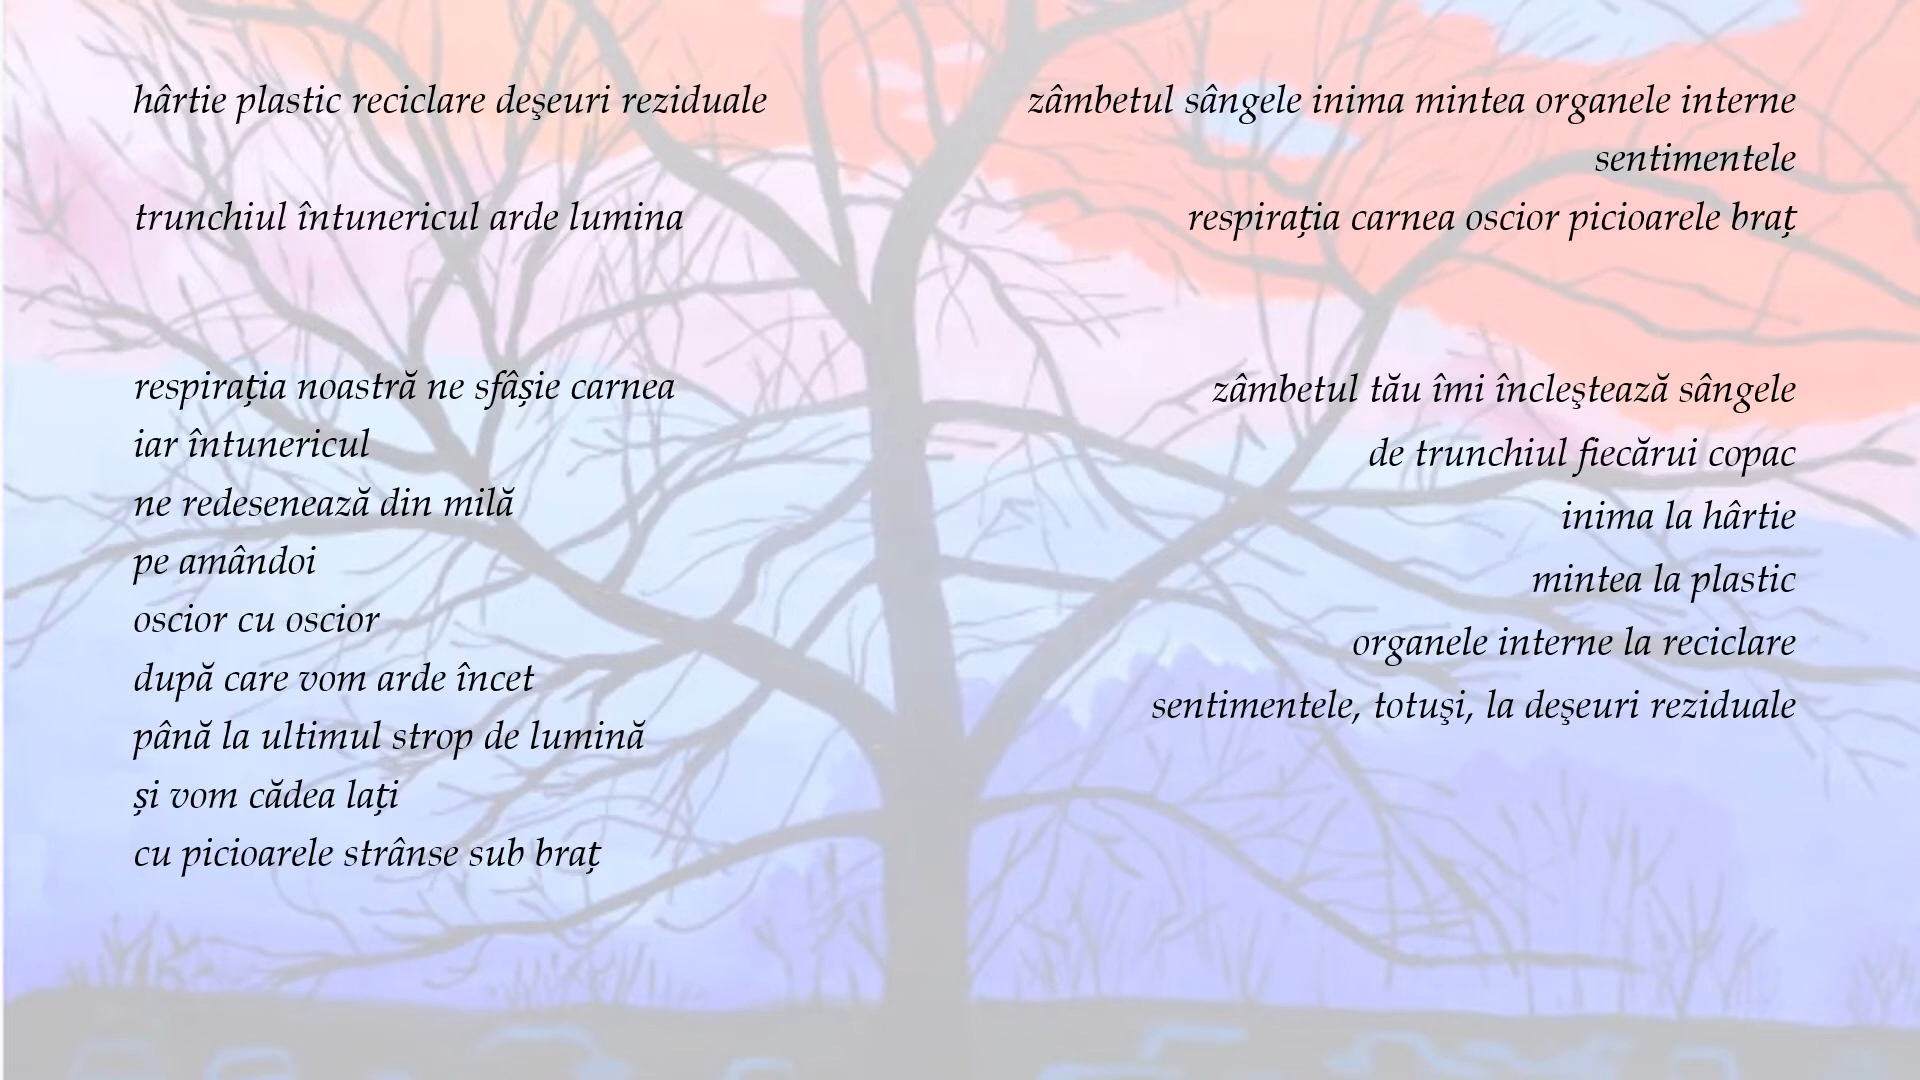 hârtie plastic reciclare deşeuri reziduale
trunchiul întunericul arde lumina
respirația noastră ne sfâșie carnea
iar întunericul
ne redesenează din milă
pe amândoi
oscior cu oscior
după care vom arde încet
până la ultimul strop de lumină
și vom cădea lați
cu picioarele strânse sub braț
zâmbetul sângele inima mintea organele interne
sentimentele
respirația carnea oscior picioarele braț
zâmbetul tău îmi încleştează sângele
de trunchiul fiecărui copac
inima la hârtie
mintea la plastic
organele interne la reciclare
sentimentele, totuşi, la deşeuri reziduale